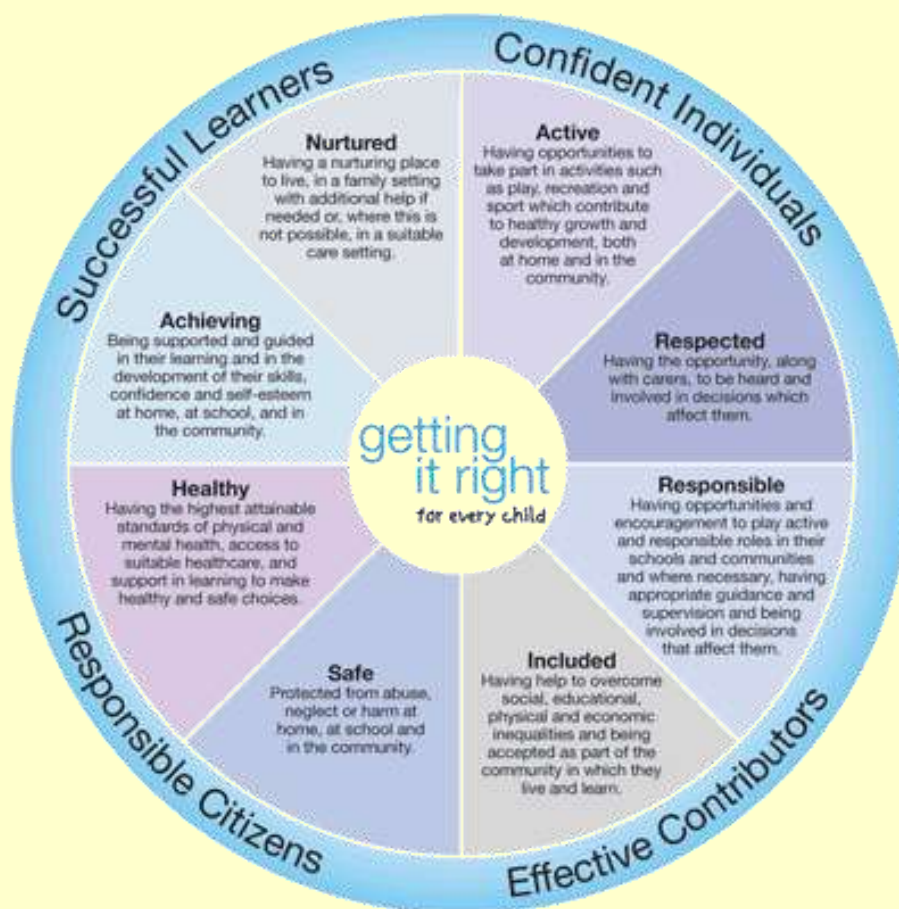 Successful Learners
Confident Individuals
Nurtured
Having a nurturing place
to live, in a family setting
with additional help if
needed or, where this is
not possible, in a suitable
care setting.
Active
Having opportunities to
take part in activities such
as play, recreation and
sport which contribute
to healthy growth and
development, both
at home and in the
community.
Achieving
Being supported and guided
in their learning and in the
development of their skills,
confidence and self-esteem
at home, at school, and in
the community.
Respected
Having the opportunity, along
with carers, to be heard and
involved in decisions which
affect them.
getting
it right
for every child
Healthy
Having the highest attainable
standards of physical and
mental health, access to
suitable healthcare, and
support in learning to make
healthy and safe choices.
Responsible
Having opportunities and
encouragement to play active
and responsible roles in their
schools and communities
and where necessary, having
appropriate guidance and
supervision and being
involved in decisions
that affect them.
Safe
Protected from abuse,
neglect or harm at
home, at school and
in the community.
Included
Having help to overcome
social, educational,
physical and economic
inequalities and being
accepted as part of the
community in which they
live and learn.
Responsible Citizens
Effective Contributors